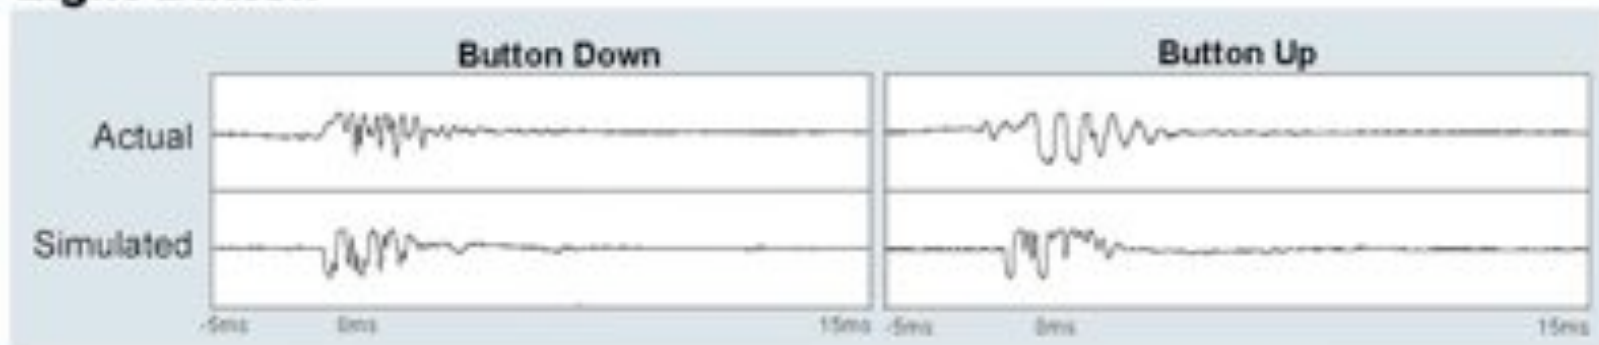 Button Down
Button Up
Actual
Simulated
-5ms
0ms
15ms
-5ms
0ms
15ms